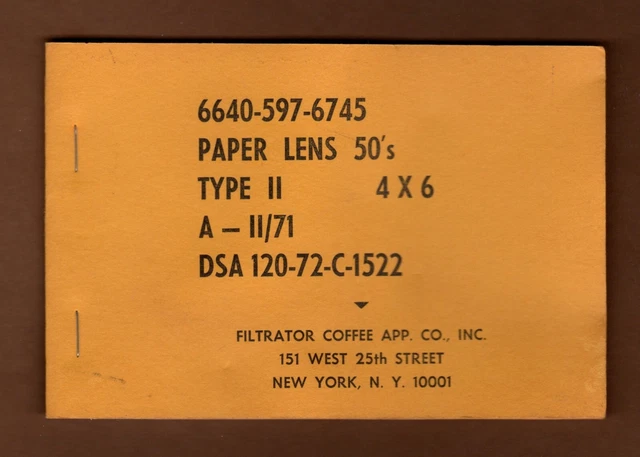 6640-597-6745
PAPER LENS 50's
TYPE II 4 X 6
A - II/71
DSA 120-72-C-1522
FILTRATOR COFFEE APP. CO., INC.
151 WEST 25th STREET
NEW YORK, N. Y. 10001